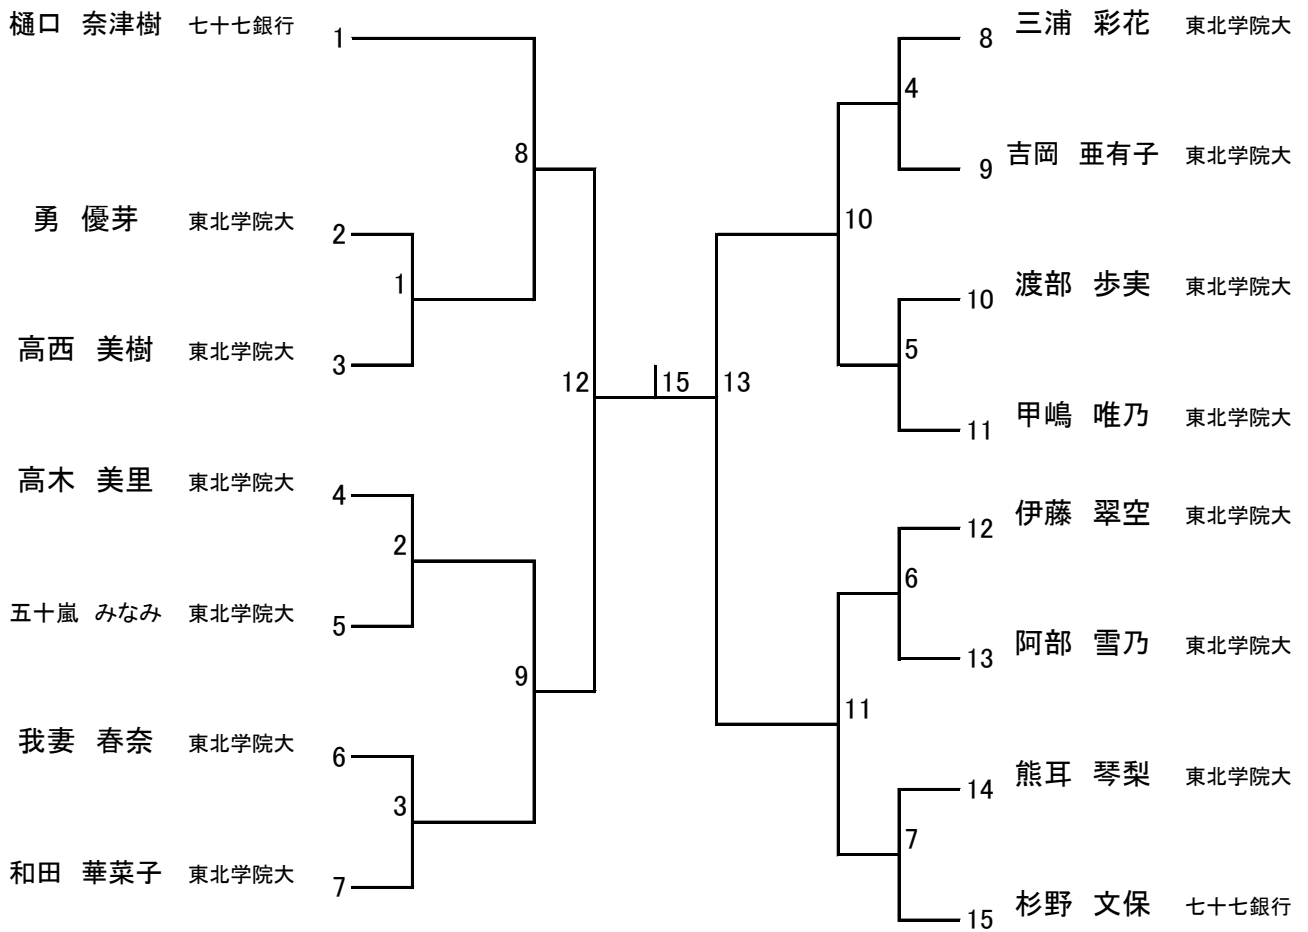 樋口　奈津樹　七十七銀行　1
勇　優芽　東北学院大　2
高西　美樹　東北学院大　3
高木　美里　東北学院大　4
五十嵐　みなみ　東北学院大　5
我妻　春奈　東北学院大　6
和田　華菜子　東北学院大　7
1
2
3
8
9
12
15
13
10
11
4
5
6
7
8　三浦　彩花　東北学院大
9　吉岡　亜有子　東北学院大
10　渡部　歩実　東北学院大
11　甲嶋　唯乃　東北学院大
12　伊藤　翠空　東北学院大
13　阿部　雪乃　東北学院大
14　熊耳　琴梨　東北学院大
15　杉野　文保　七十七銀行